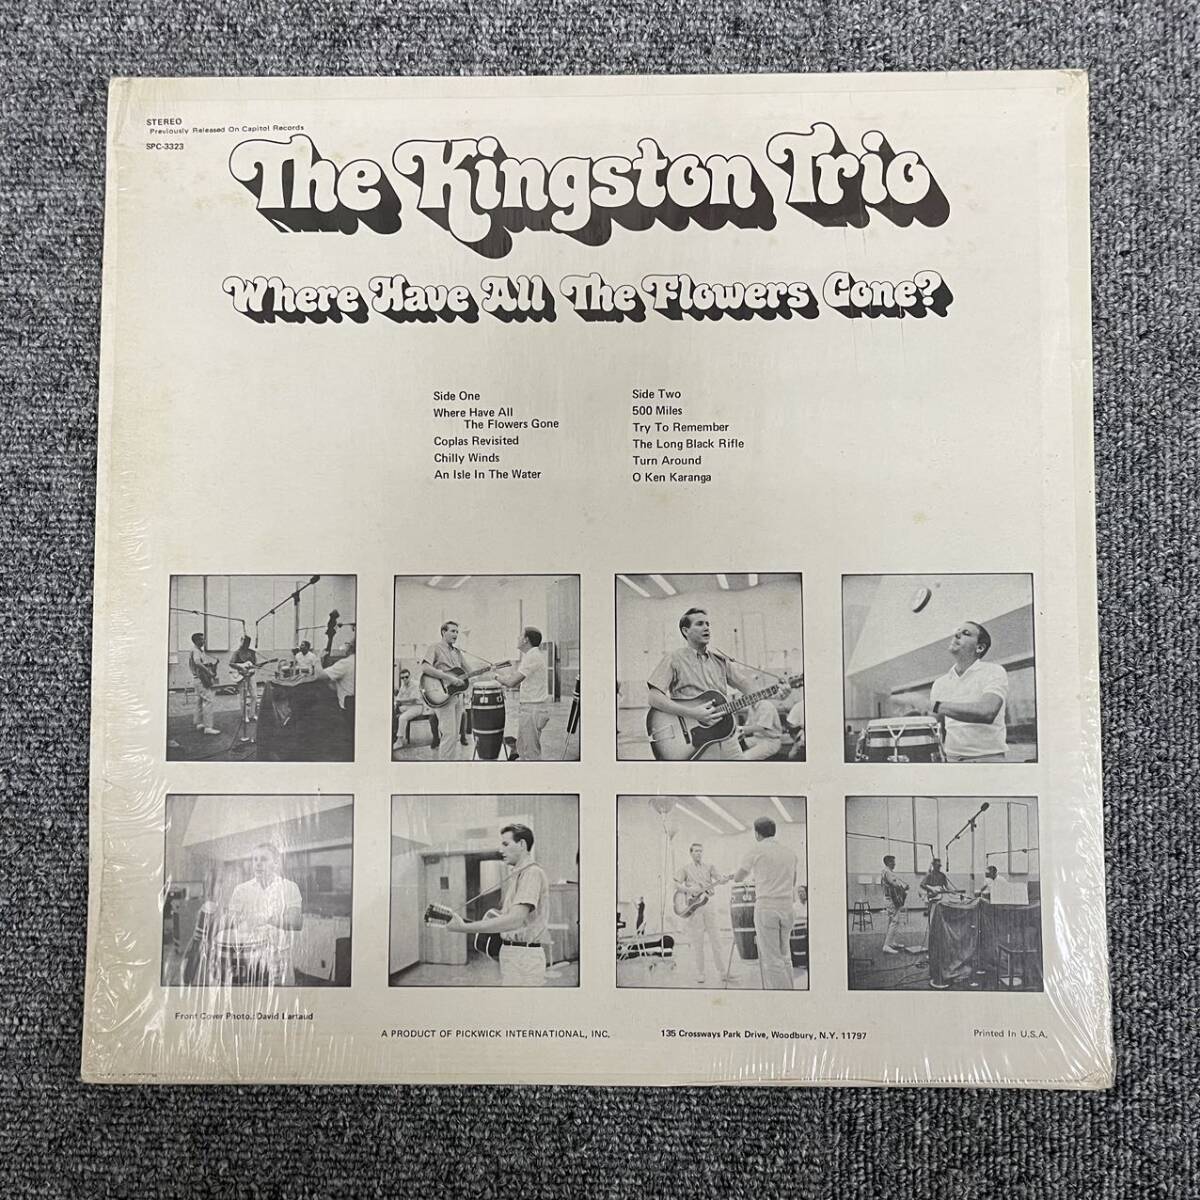 STEREO
Previously Released On Capitol Records
SPC-3323
The Kingston Trio
Where Have All The Flowers Gone?
Side One
Where Have All
The Flowers Gone
Coplas Revisited
Chilly Winds
An Isle In The Water
Side Two
500 Miles
Try To Remember
The Long Black Rifle
Turn Around
O Ken Karanga
Front Cover Photo: David Lartaud
A PRODUCT OF PICKWICK INTERNATIONAL, INC.
135 Crossways Park Drive, Woodbury, N.Y. 11797
Printed In U.S.A.